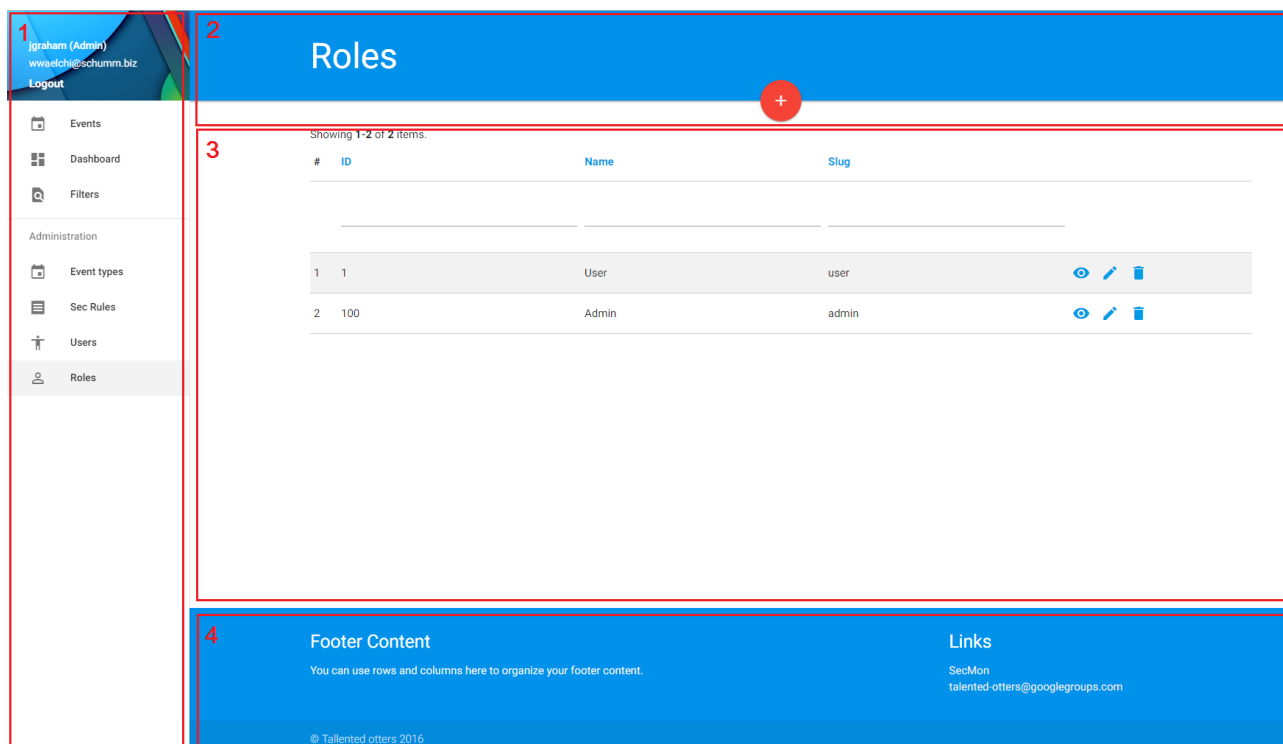 1
jgraham (Admin)
wwaelchi@schumm.biz
Logout
Events
Dashboard
Filters
Administration
Event types
Sec Rules
Users
Roles
2
Roles
+
3
Showing 1-2 of 2 items.
# ID Name Slug
1 1 User user
2 100 Admin admin
4
Footer Content
You can use rows and columns here to organize your footer content.
Links
SecMon
talented-otters@googlegroups.com
© Tallented otters 2016